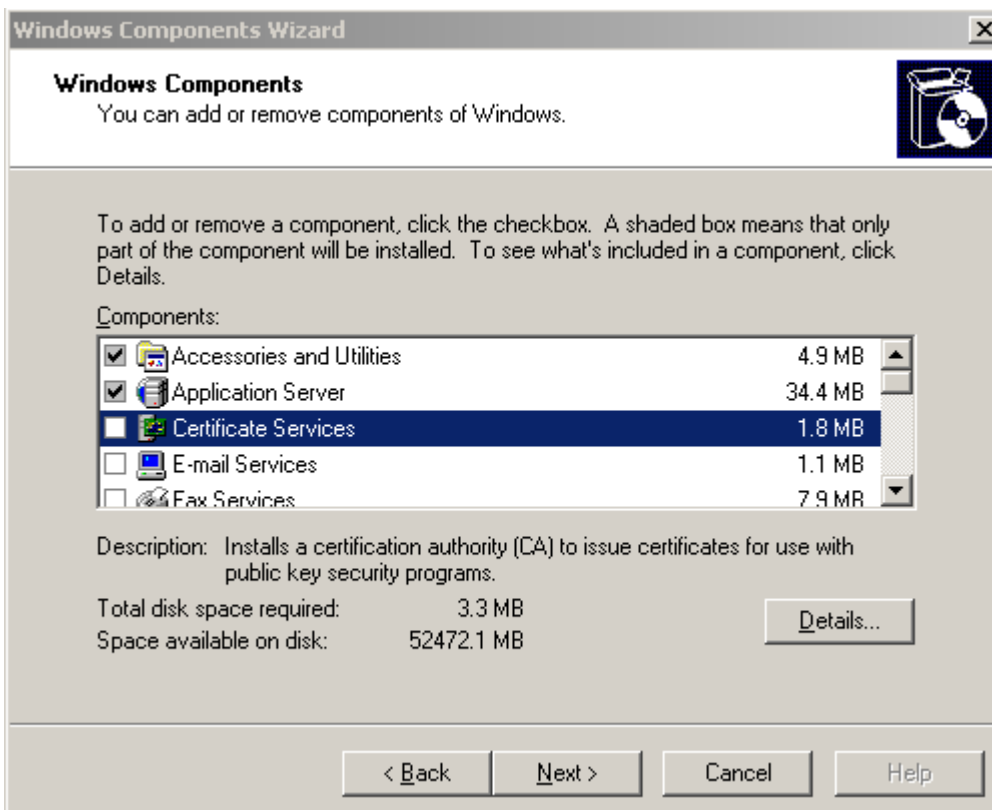 Windows Components Wizard
Windows Components
You can add or remove components of Windows.
To add or remove a component, click the checkbox. A shaded box means that only
part of the component will be installed. To see what's included in a component, click
Details.
Components:
Accessories and Utilities 4.9 MB
Application Server 34.4 MB
Certificate Services 1.8 MB
E-mail Services 1.1 MB
Fax Services 7.9 MB
Description: Installs a certification authority (CA) to issue certificates for use with
public key security programs.
Total disk space required: 3.3 MB
Space available on disk: 52472.1 MB
Details...
< Back Next > Cancel Help